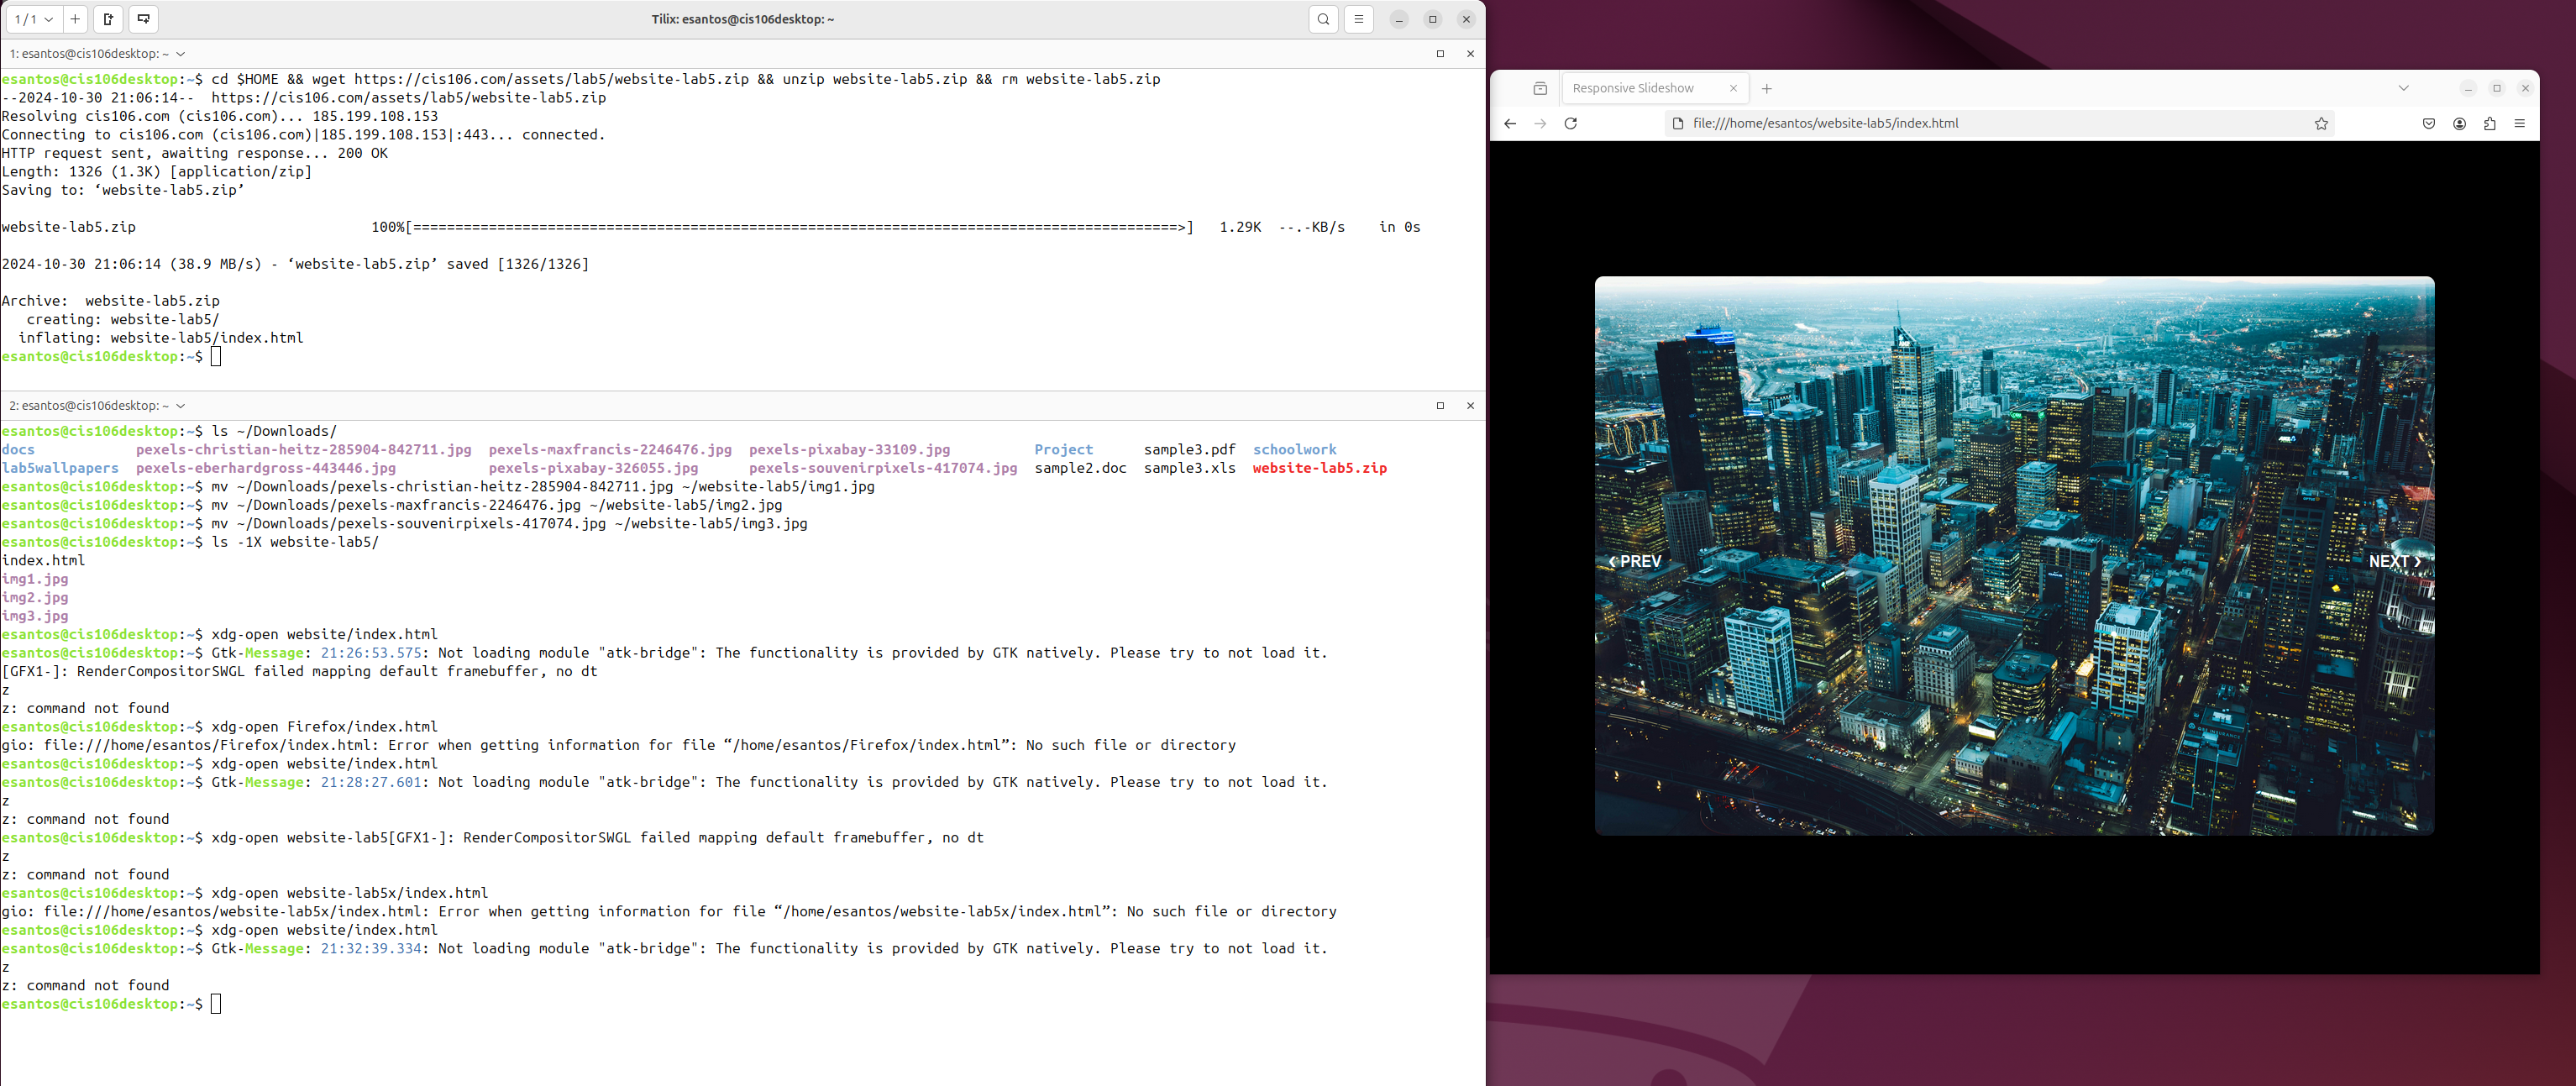 1 / 1
Tilix: esantos@cis106desktop: ~
1: esantos@cis106desktop: ~
esantos@cis106desktop:~$ cd $HOME && wget https://cis106.com/assets/lab5/website-lab5.zip && unzip website-lab5.zip && rm website-lab5.zip
--2024-10-30 21:06:14--  https://cis106.com/assets/lab5/website-lab5.zip
Resolving cis106.com (cis106.com)... 185.199.108.153
Connecting to cis106.com (cis106.com)|185.199.108.153|:443... connected.
HTTP request sent, awaiting response... 200 OK
Length: 1326 (1.3K) [application/zip]
Saving to: ‘website-lab5.zip’
website-lab5.zip 100%[===========================================================================================>] 1.29K --.-KB/s in 0s
2024-10-30 21:06:14 (38.9 MB/s) - ‘website-lab5.zip’ saved [1326/1326]
Archive:  website-lab5.zip
creating: website-lab5/
inflating: website-lab5/index.html
esantos@cis106desktop:~$
2: esantos@cis106desktop: ~
esantos@cis106desktop:~$ ls ~/Downloads/
docs pexels-christian-heitz-285904-842711.jpg pexels-maxfrancis-2246476.jpg pexels-pixabay-33109.jpg Project sample3.pdf schoolwork
lab5wallpapers pexels-eberhardgross-443446.jpg pexels-pixabay-326055.jpg pexels-souvenirpixels-417074.jpg sample2.doc sample3.xls website-lab5.zip
esantos@cis106desktop:~$ mv ~/Downloads/pexels-christian-heitz-285904-842711.jpg ~/website-lab5/img1.jpg
esantos@cis106desktop:~$ mv ~/Downloads/pexels-maxfrancis-2246476.jpg ~/website-lab5/img2.jpg
esantos@cis106desktop:~$ mv ~/Downloads/pexels-souvenirpixels-417074.jpg ~/website-lab5/img3.jpg
esantos@cis106desktop:~$ ls -1X website-lab5/
index.html
img1.jpg
img2.jpg
img3.jpg
esantos@cis106desktop:~$ xdg-open website/index.html
esantos@cis106desktop:~$ Gtk-Message: 21:26:53.575: Not loading module "atk-bridge": The functionality is provided by GTK natively. Please try to not load it.
[GFX1-]: RenderCompositorSWGL failed mapping default framebuffer, no dt
z
z: command not found
esantos@cis106desktop:~$ xdg-open Firefox/index.html
gio: file:///home/esantos/Firefox/index.html: Error when getting information for file “/home/esantos/Firefox/index.html”: No such file or directory
esantos@cis106desktop:~$ xdg-open website/index.html
esantos@cis106desktop:~$ Gtk-Message: 21:28:27.601: Not loading module "atk-bridge": The functionality is provided by GTK natively. Please try to not load it.
z
z: command not found
esantos@cis106desktop:~$ xdg-open website-lab5[GFX1-]: RenderCompositorSWGL failed mapping default framebuffer, no dt
z
z: command not found
esantos@cis106desktop:~$ xdg-open website-lab5x/index.html
gio: file:///home/esantos/website-lab5x/index.html: Error when getting information for file “/home/esantos/website-lab5x/index.html”: No such file or directory
esantos@cis106desktop:~$ xdg-open website/index.html
esantos@cis106desktop:~$ Gtk-Message: 21:32:39.334: Not loading module "atk-bridge": The functionality is provided by GTK natively. Please try to not load it.
z
z: command not found
esantos@cis106desktop:~$
Responsive Slideshow
file:///home/esantos/website-lab5/index.html
❮ PREV
NEXT ❯